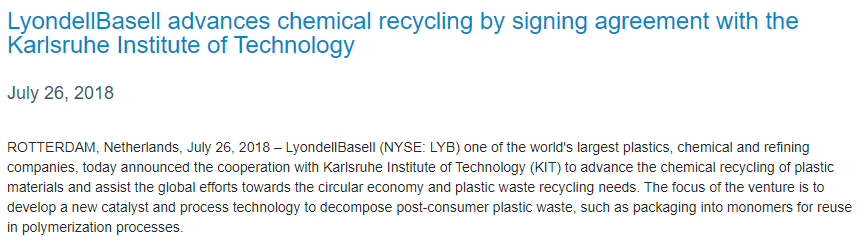 LyondellBasell advances chemical recycling by signing agreement with the
Karlsruhe Institute of Technology
July 26, 2018
ROTTERDAM, Netherlands, July 26, 2018 – LyondellBasell (NYSE: LYB) one of the world's largest plastics, chemical and refining
companies, today announced the cooperation with Karlsruhe Institute of Technology (KIT) to advance the chemical recycling of plastic
materials and assist the global efforts towards the circular economy and plastic waste recycling needs. The focus of the venture is to
develop a new catalyst and process technology to decompose post-consumer plastic waste, such as packaging into monomers for reuse
in polymerization processes.